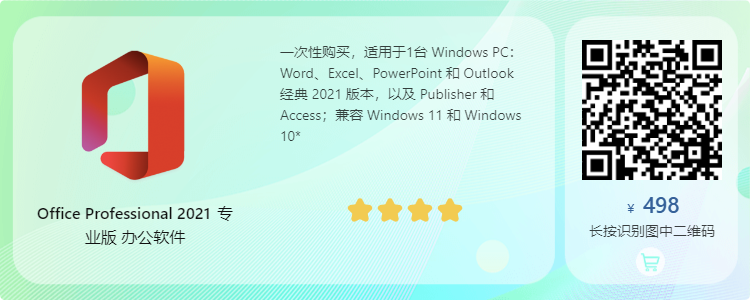 一次性购买，适用于1台 Windows PC：
Word、Excel、PowerPoint 和 Outlook
经典 2021 版本，以及 Publisher 和
Access；兼容 Windows 11 和 Windows
10*
Office Professional 2021 专
业版 办公软件
¥ 498
长按识别图中二维码